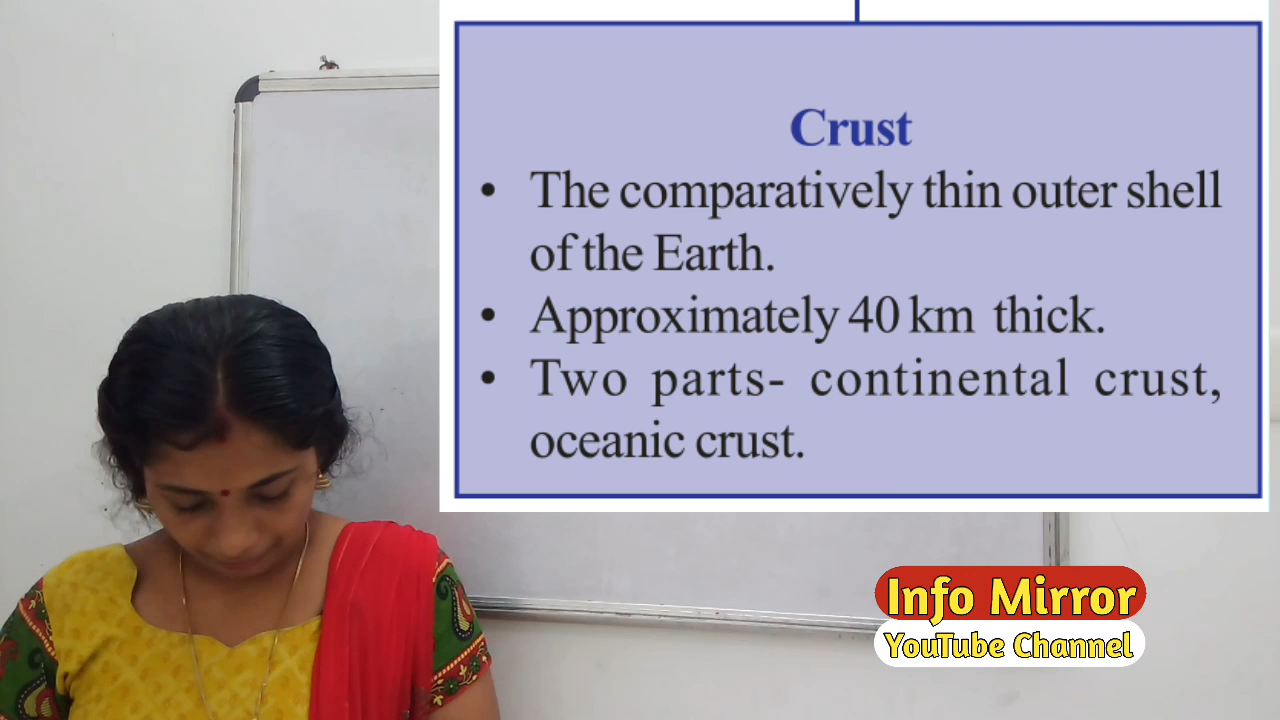 Crust
• The comparatively thin outer shell
of the Earth.
• Approximately 40 km thick.
• Two parts- continental crust,
oceanic crust.
Info Mirror
YouTube Channel